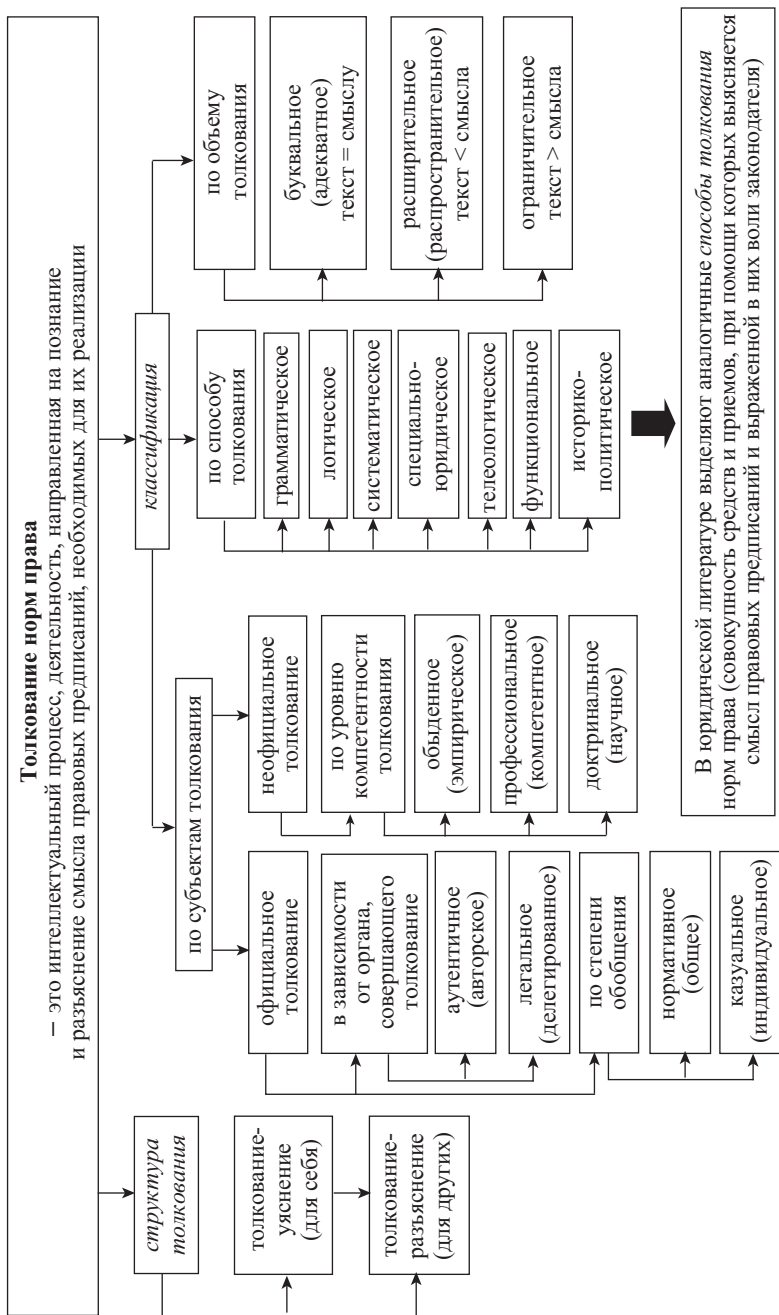 Толкование норм права
— это интеллектуальный процесс, деятельность, направленная на познание
и разъяснение смысла правовых предписаний, необходимых для их реализации
структура
толкования
толкование-
уяснение
(для себя)
толкование-
разъяснение
(для других)
классификация
по субъектам толкования
официальное
толкование
в зависимости
от органа,
совершающего
толкование
аутентичное
(авторское)
легальное
(делегированное)
по степени
обобщения
нормативное
(общее)
казуальное
(индивидуальное)
неофициальное
толкование
по уровню
компетентности
толкования
обыденное
(эмпирическое)
профессиональное
(компетентное)
доктринальное
(научное)
по способу
толкования
грамматическое
логическое
систематическое
специально-
юридическое
телеологическое
функциональное
историко-
политическое
по объему
толкования
буквальное
(адекватное)
текст = смыслу
расширительное
(распространительное)
текст < смысла
ограничительное
текст > смысла
В юридической литературе выделяют аналогичные способы толкования
норм права (совокупность средств и приемов, при помощи которых выясняется
смысл правовых предписаний и выраженной в них воли законодателя)